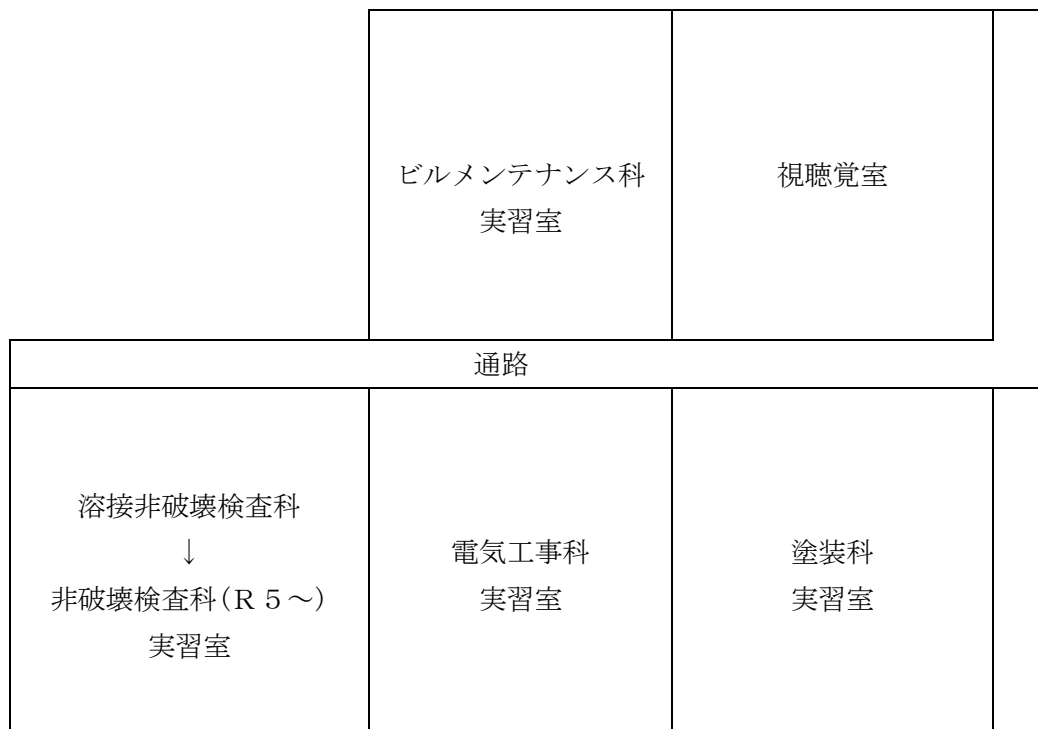 ビルメンテナンス科
実習室
視聴覚室
通路
溶接非破壊検査科
↓
非破壊検査科(R5~)
実習室
電気工事科
実習室
塗装科
実習室